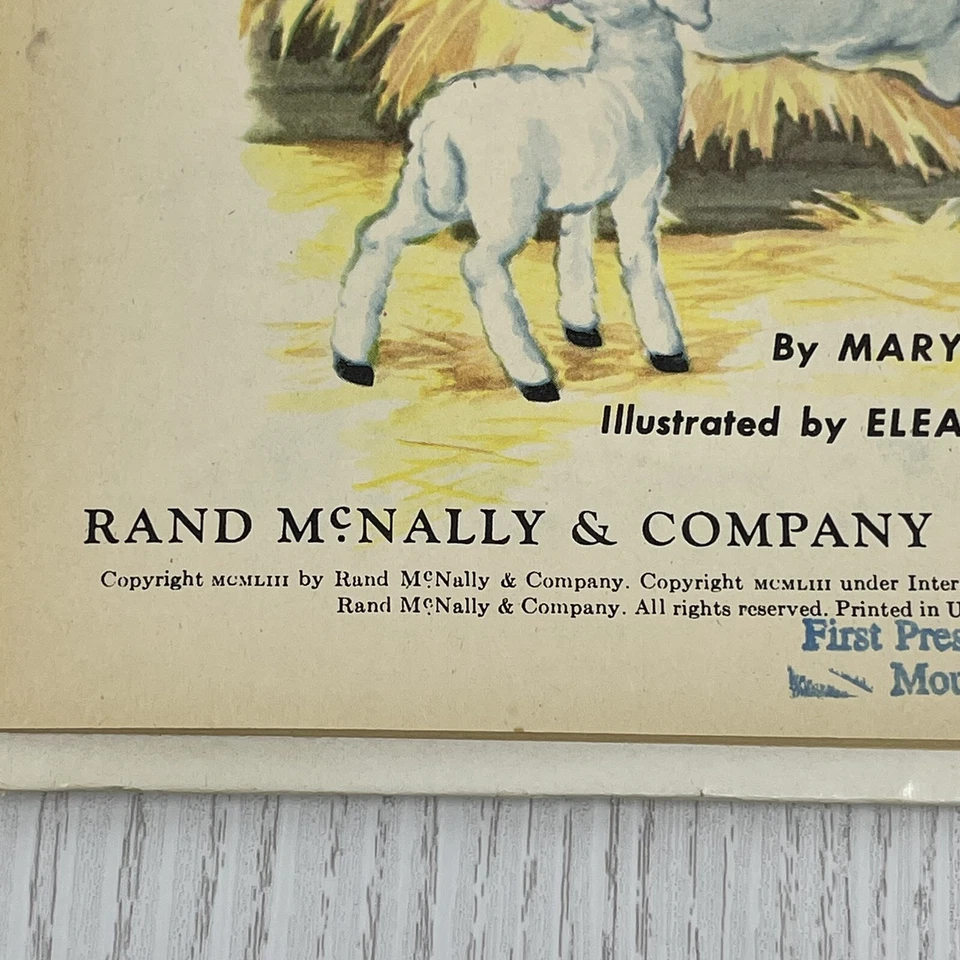 By MARY
Illustrated by ELEA
RAND MᶜNALLY & COMPANY
Copyright MCMLIII by Rand MᶜNally & Company. Copyright MCMLIII under Inter
Rand MᶜNally & Company. All rights reserved. Printed in U
First Pres
Mou